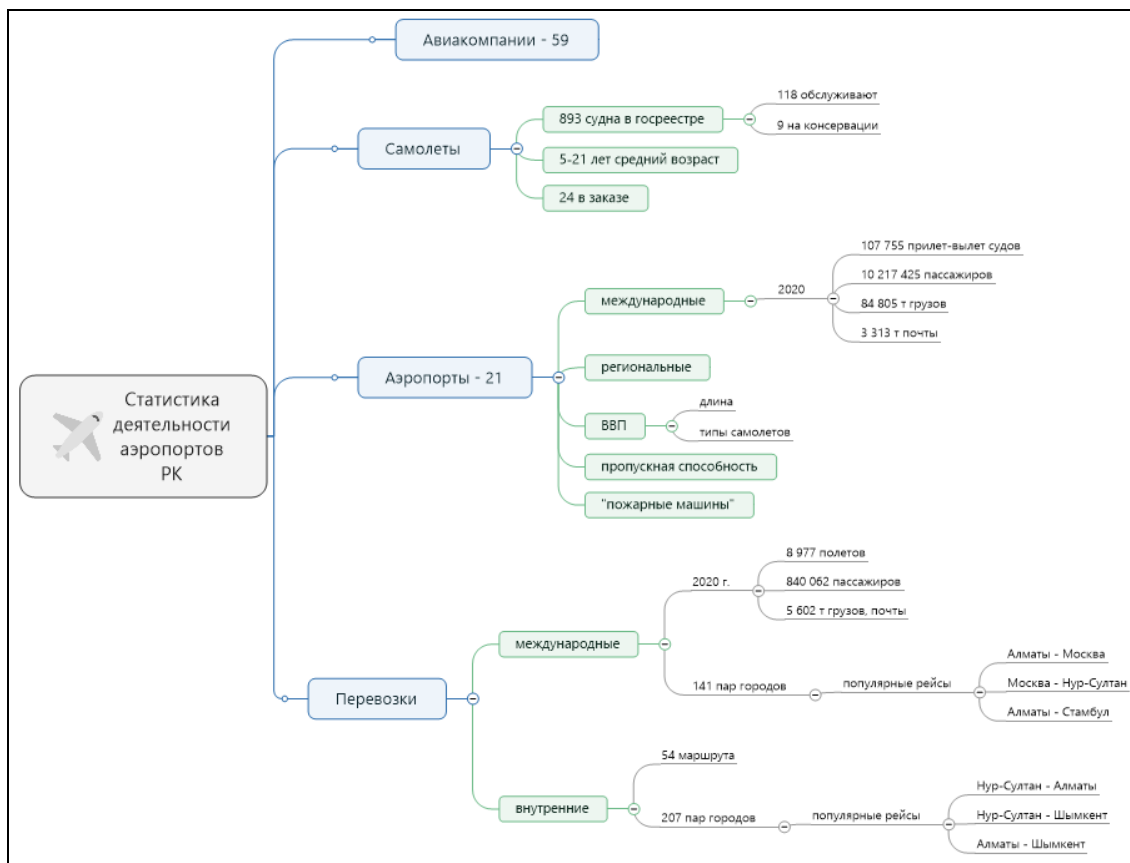 Статистика
деятельности
аэропортов
РК
Авиакомпании - 59
Самолеты
893 судна в госреестре
118 обслуживают
9 на консервации
5-21 лет средний возраст
24 в заказе
Аэропорты - 21
международные
2020
107 755 прилет-вылет судов
10 217 425 пассажиров
84 805 т грузов
3 313 т почты
региональные
ВВП
длина
типы самолетов
пропускная способность
"пожарные машины"
Перевозки
международные
2020 г.
8 977 полетов
840 062 пассажиров
5 602 т грузов, почты
141 пар городов
популярные рейсы
Алматы - Москва
Москва - Нур-Султан
Алматы - Стамбул
внутренние
54 маршрута
207 пар городов
популярные рейсы
Нур-Султан - Алматы
Нур-Султан - Шымкент
Алматы - Шымкент